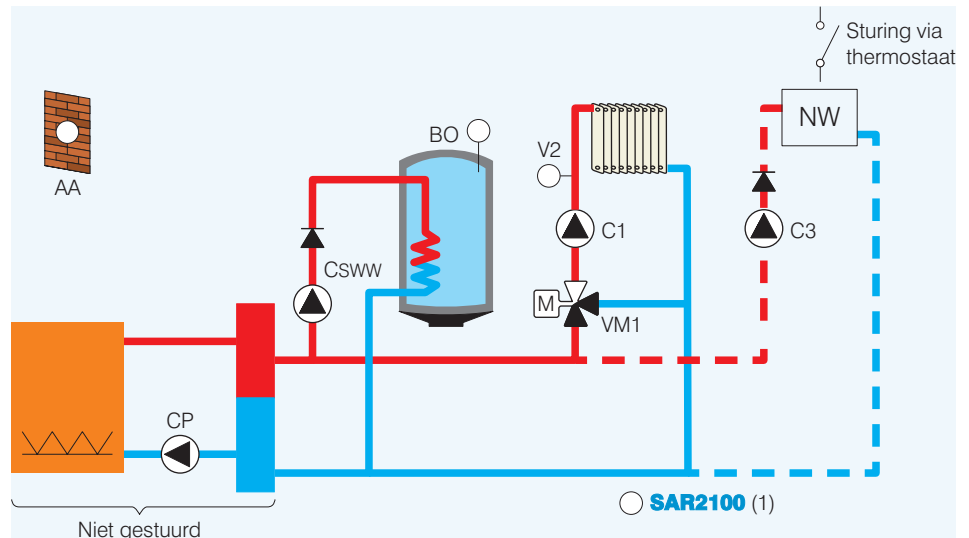 Sturing via
thermostaat
NW
BO
V2
AA
C1
C3
CSWW
M
VM1
CP
SAR2100 (1)
Niet gestuurd